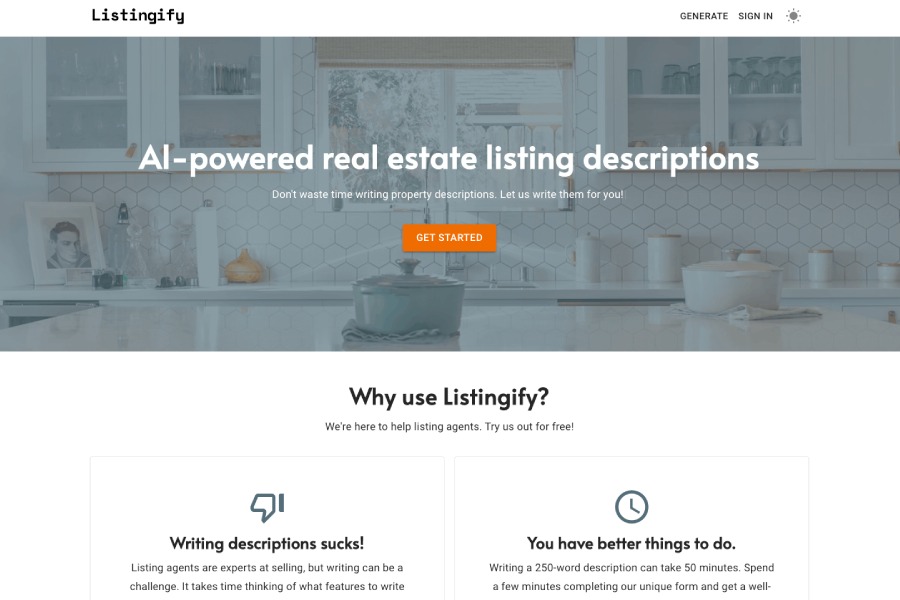 Listingify
GENERATE SIGN IN
AI-powered real estate listing descriptions
Don't waste time writing property descriptions. Let us write them for you!
GET STARTED
Why use Listingify?
We're here to help listing agents. Try us out for free!
Writing descriptions sucks!
Listing agents are experts at selling, but writing can be a
challenge. It takes time thinking of what features to write
You have better things to do.
Writing a 250-word description can take 50 minutes. Spend
a few minutes completing our unique form and get a well-